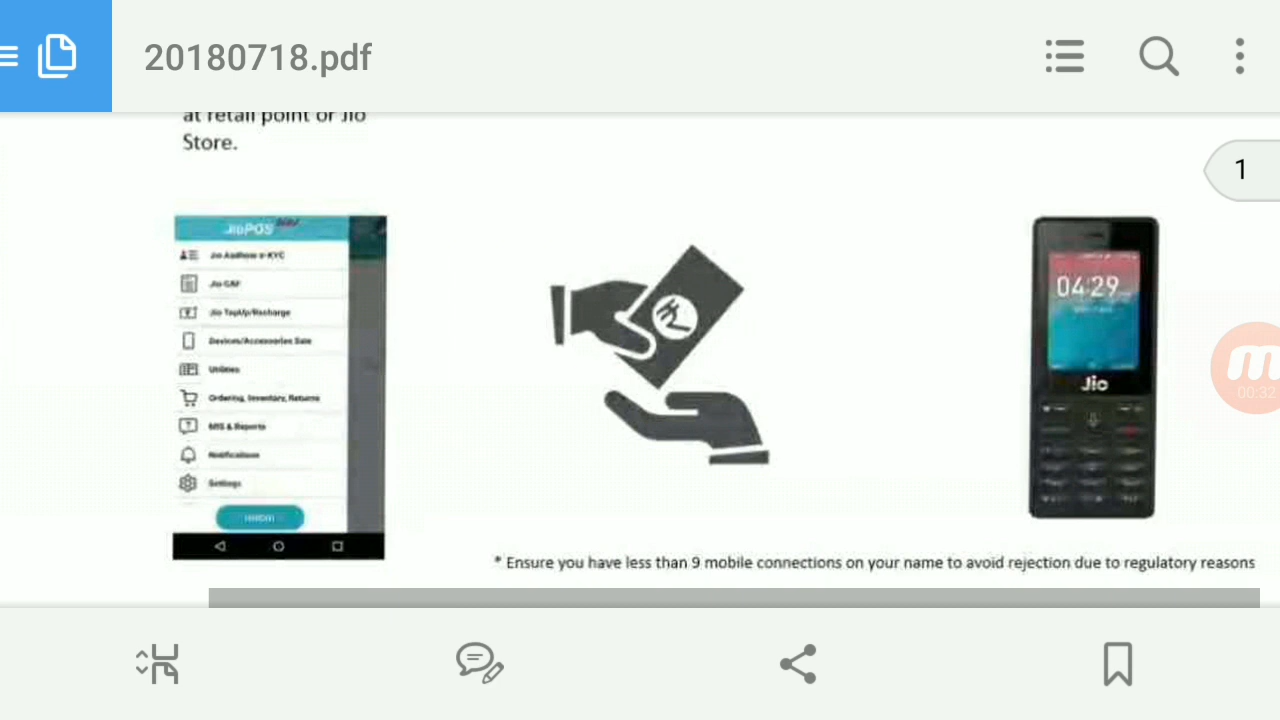 20180718.pdf
at retail point or Jio
Store.
1
JioPOS
Jio Aadhaar e-KYC
Jio CAF
Jio TopUp/Recharge
Devices/Accessories Sale
Utilities
Ordering, Inventory, Returns
MIS & Reports
Notifications
Settings
04:29
Jio
00:32
* Ensure you have less than 9 mobile connections on your name to avoid rejection due to regulatory reasons